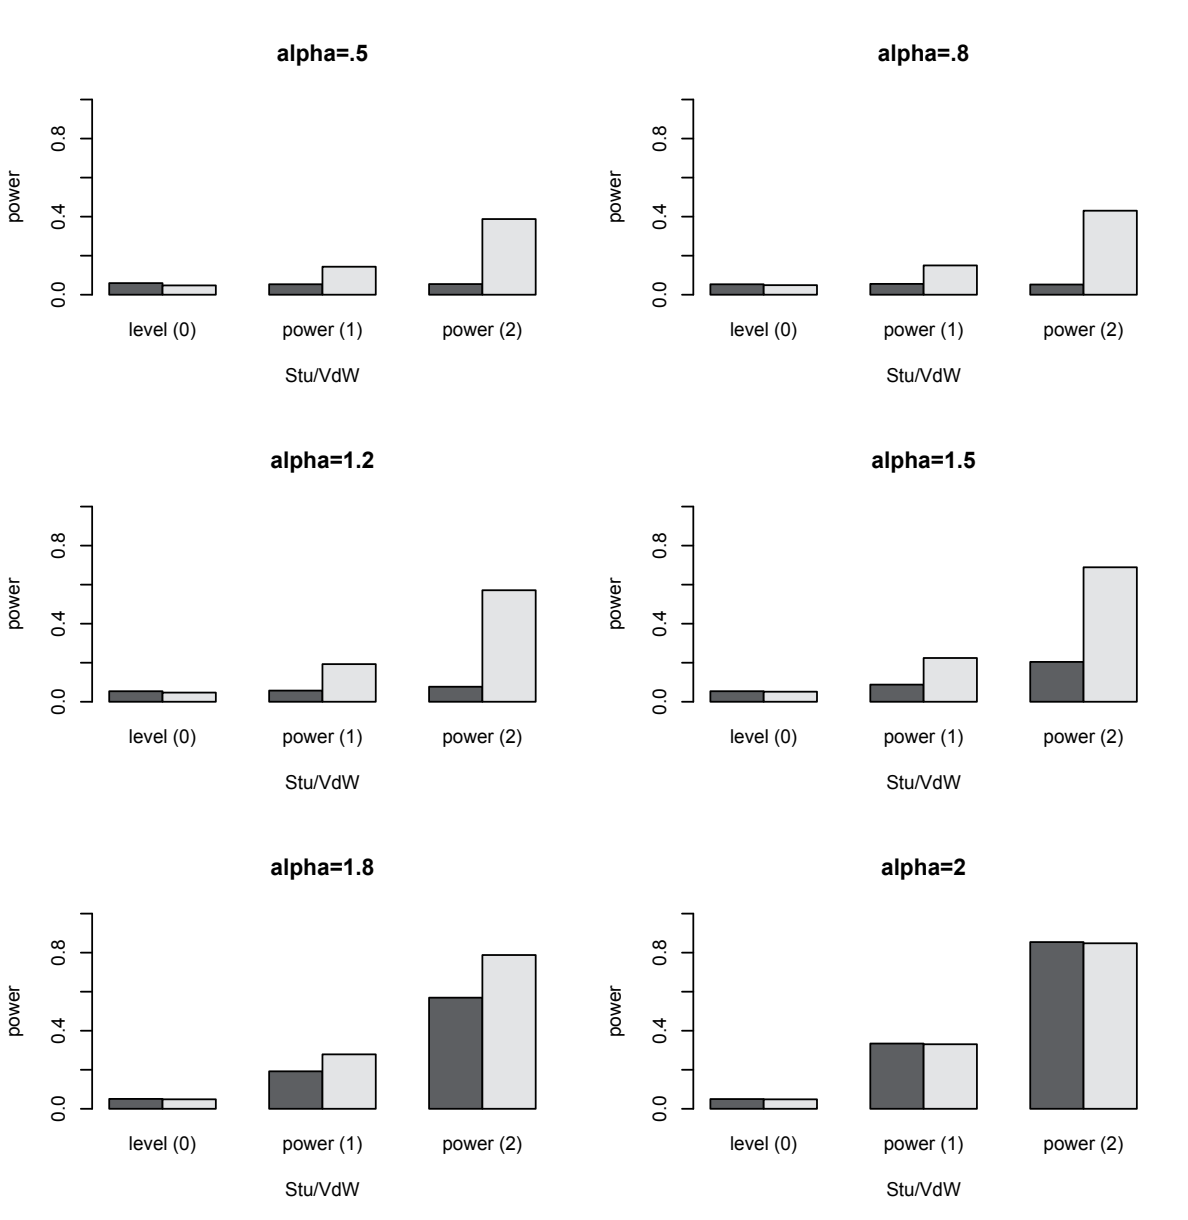 alpha=.5
power
0.8
0.4
0.0
level (0) power (1) power (2)
Stu/VdW
alpha=.8
power
0.8
0.4
0.0
level (0) power (1) power (2)
Stu/VdW
alpha=1.2
power
0.8
0.4
0.0
level (0) power (1) power (2)
Stu/VdW
alpha=1.5
power
0.8
0.4
0.0
level (0) power (1) power (2)
Stu/VdW
alpha=1.8
power
0.8
0.4
0.0
level (0) power (1) power (2)
Stu/VdW
alpha=2
power
0.8
0.4
0.0
level (0) power (1) power (2)
Stu/VdW